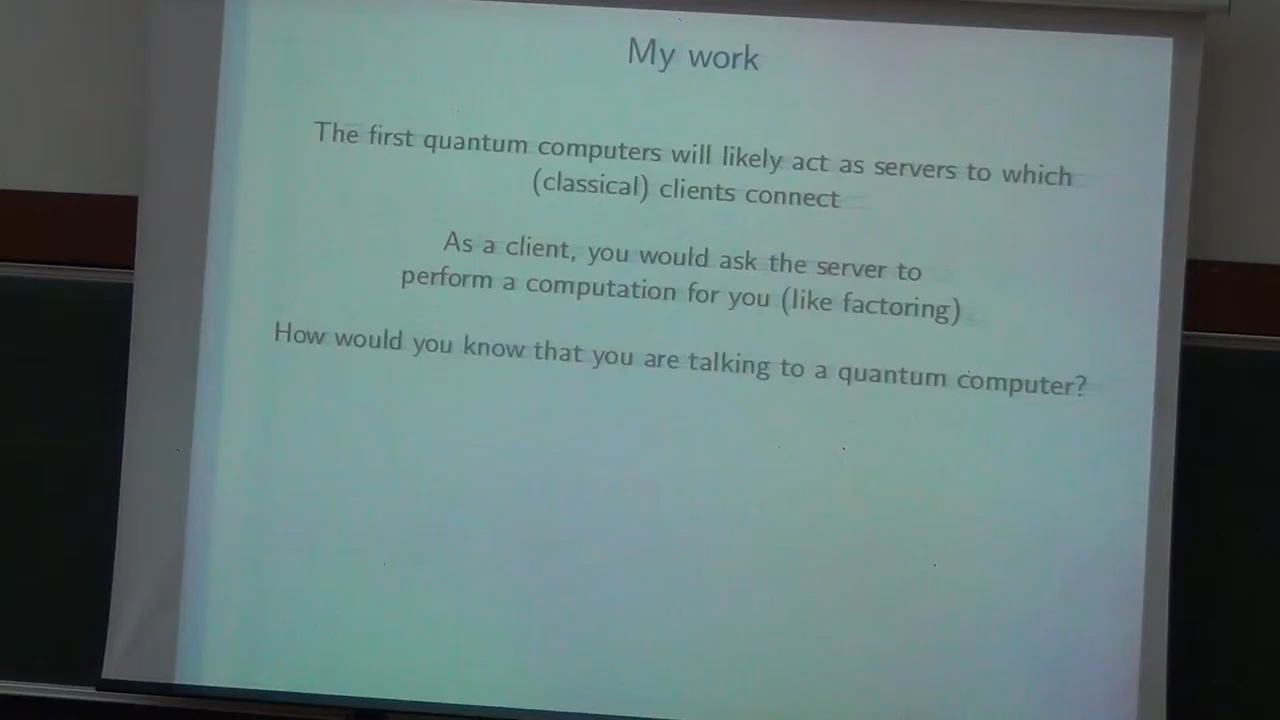 My work
The first quantum computers will likely act as servers to which
(classical) clients connect
As a client, you would ask the server to
perform a computation for you (like factoring)
How would you know that you are talking to a quantum computer?